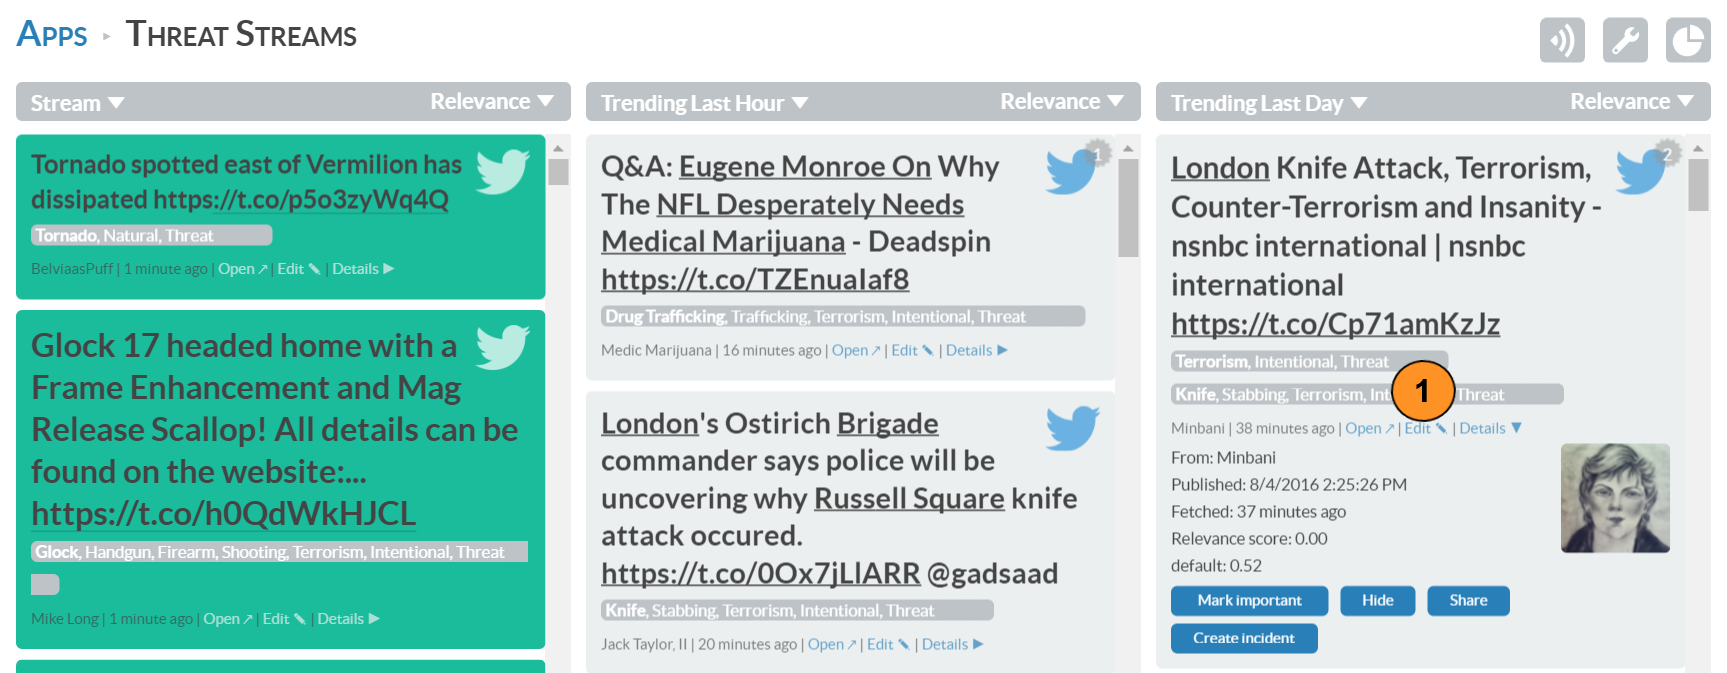 Apps ▸ Threat Streams
Stream ▼ Relevance ▼
Tornado spotted east of Vermilion has
dissipated https://t.co/p5o3zyWq4Q
Tornado, Natural, Threat
BelviaasPuff | 1 minute ago | Open ↗ | Edit ✎ | Details ▶
Glock 17 headed home with a
Frame Enhancement and Mag
Release Scallop! All details can be
found on the website:...
https://t.co/h0QdWkHJCL
Glock, Handgun, Firearm, Shooting, Terrorism, Intentional, Threat
Mike Long | 1 minute ago | Open ↗ | Edit ✎ | Details ▶
Trending Last Hour ▼ Relevance ▼
1
Q&A: Eugene Monroe On Why
The NFL Desperately Needs
Medical Marijuana - Deadspin
https://t.co/TZEnuaIaf8
Drug Trafficking, Trafficking, Terrorism, Intentional, Threat
Medic Marijuana | 16 minutes ago | Open ↗ | Edit ✎ | Details ▶
London's Ostirich Brigade
commander says police will be
uncovering why Russell Square knife
attack occured.
https://t.co/0Ox7jLlARR @gadsaad
Knife, Stabbing, Terrorism, Intentional, Threat
Jack Taylor, II | 20 minutes ago | Open ↗ | Edit ✎ | Details ▶
Trending Last Day ▼ Relevance ▼
2
London Knife Attack, Terrorism,
Counter-Terrorism and Insanity -
nsnbc international | nsnbc
international
https://t.co/Cp71amKzJz
Terrorism, Intentional, Threat
Knife, Stabbing, Terrorism, Int 1 Threat
Minbani | 38 minutes ago | Open ↗ | Edit ✎ | Details ▼
From: Minbani
Published: 8/4/2016 2:25:26 PM
Fetched: 37 minutes ago
Relevance score: 0.00
default: 0.52
Mark important Hide Share
Create incident